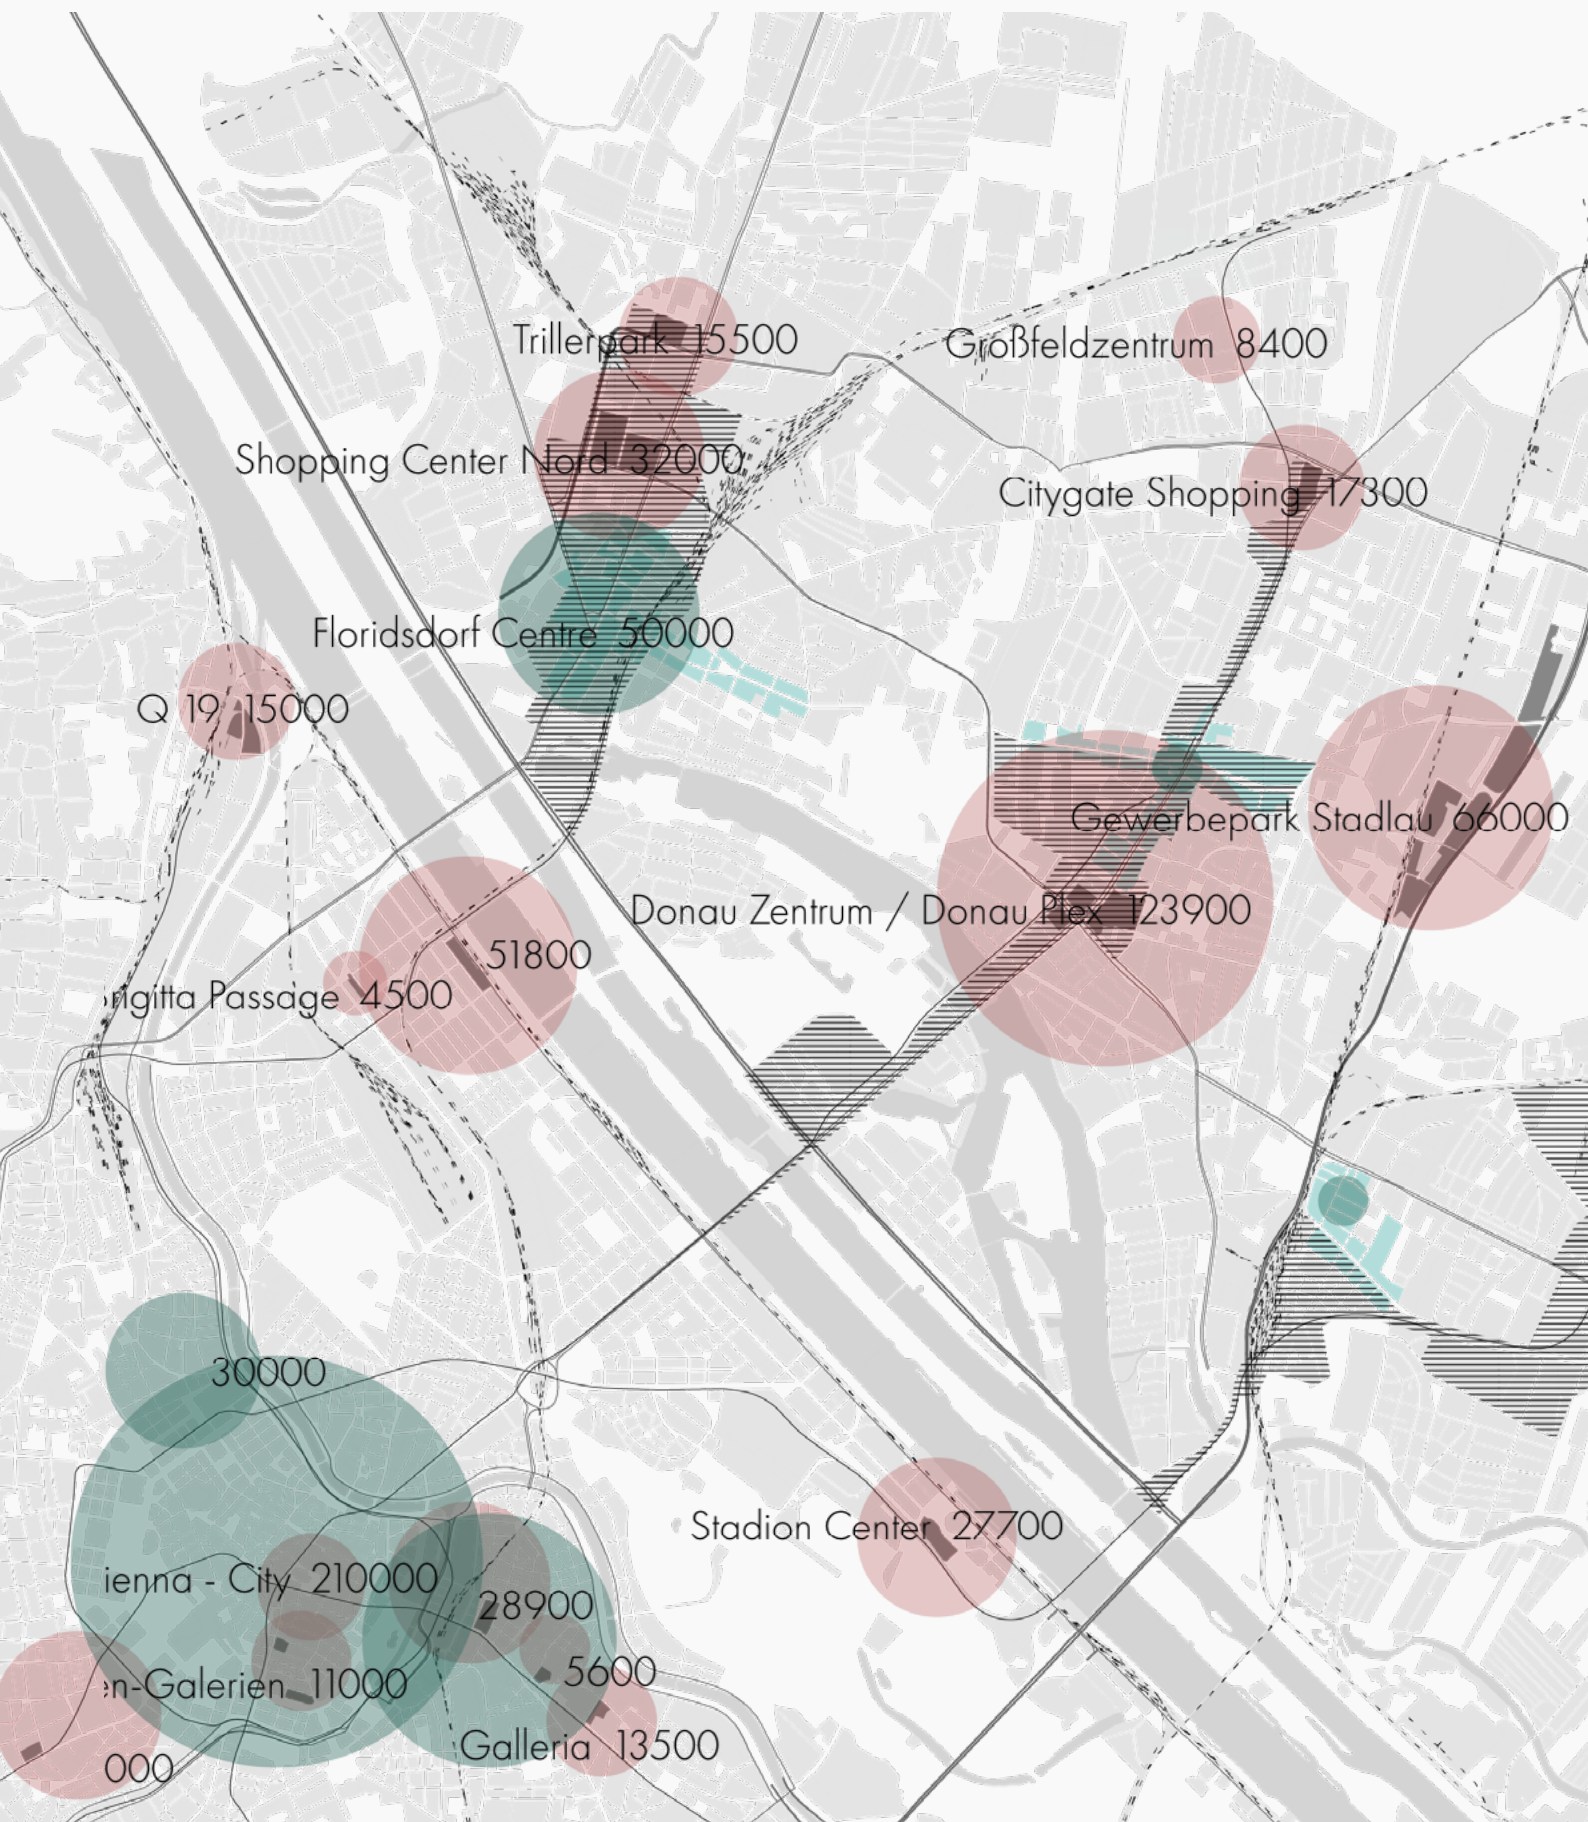 Trillerpark 15500
Großfeldzentrum 8400
Shopping Center Nord 32000
Citygate Shopping 17300
Floridsdorf Centre 50000
Q 19 15000
Gewerbepark Stadlau 66000
Donau Zentrum / Donau Plex 123900
51800
rigitta Passage 4500
30000
Stadion Center 27700
ienna - City 210000
28900
5600
en-Galerien 11000
Galleria 13500
000